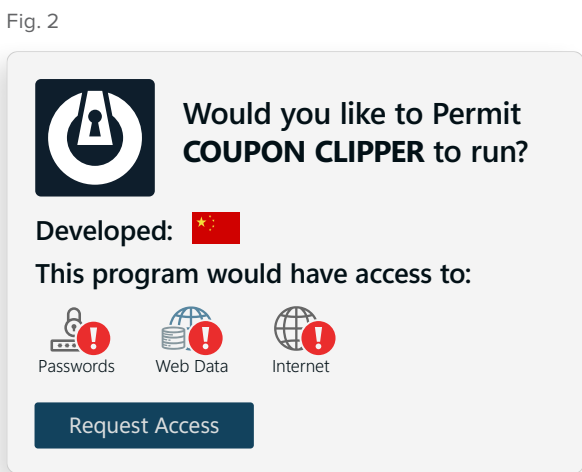 Fig. 2
Would you like to Permit
COUPON CLIPPER to run?
Developed:
This program would have access to:
Passwords Web Data Internet
Request Access